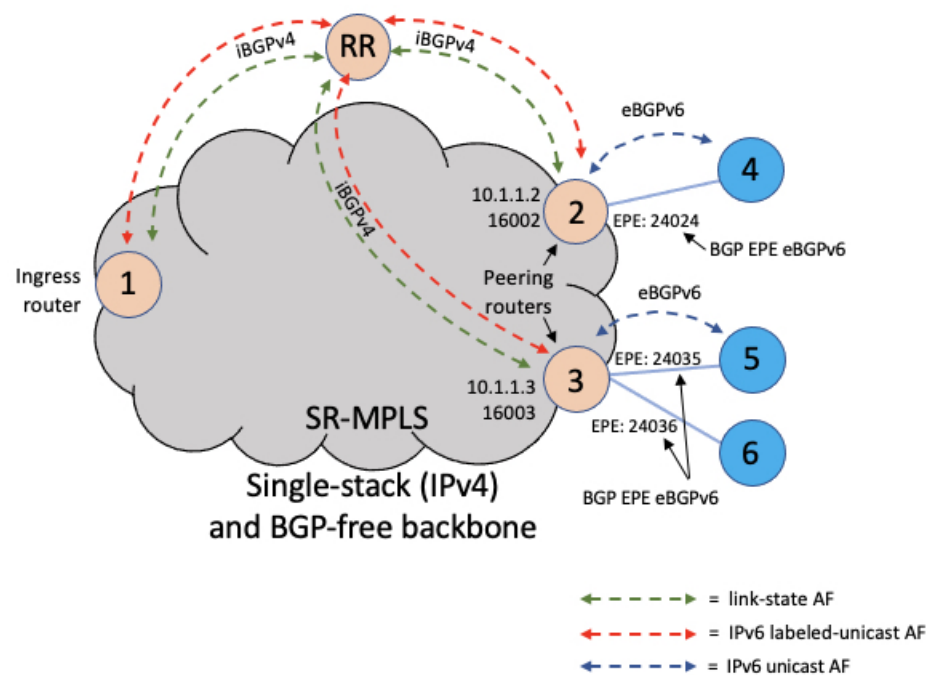 RR
iBGPv4
iBGPv4
iBGPv4
eBGPv6
4
10.1.1.2
16002
2
EPE: 24024
BGP EPE eBGPv6
Ingress
router
1
Peering
routers
eBGPv6
EPE: 24035
5
10.1.1.3
16003
3
EPE: 24036
6
SR-MPLS
BGP EPE eBGPv6
Single-stack (IPv4)
and BGP-free backbone
= link-state AF
= IPv6 labeled-unicast AF
= IPv6 unicast AF